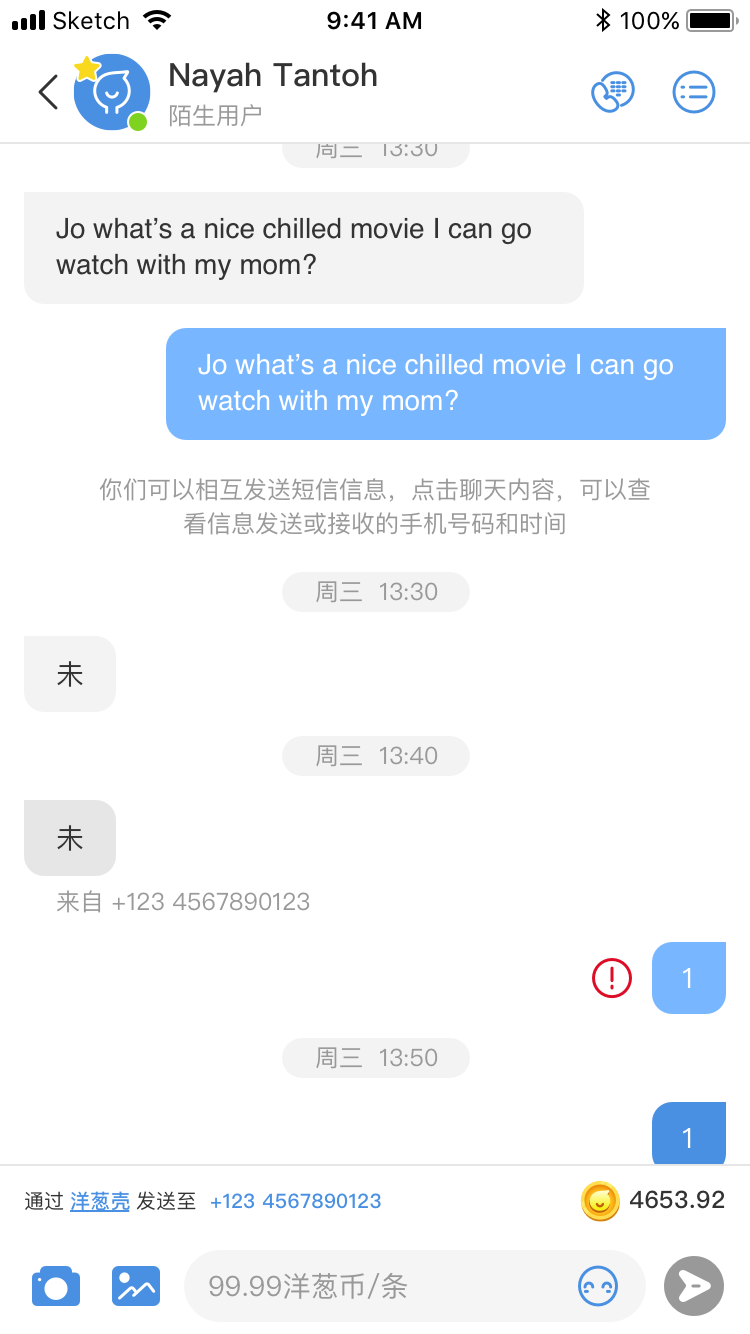 Sketch 9:41 AM 100%
Nayah Tantoh
陌生用户
周三 13:30
Jo what’s a nice chilled movie I can go
watch with my mom?
Jo what’s a nice chilled movie I can go
watch with my mom?
你们可以相互发送短信信息，点击聊天内容，可以查
看信息发送或接收的手机号码和时间
周三 13:30
未
周三 13:40
未
来自 +123 4567890123
1
周三 13:50
1
通过 洋葱壳 发送至 +123 4567890123 4653.92
99.99洋葱币/条